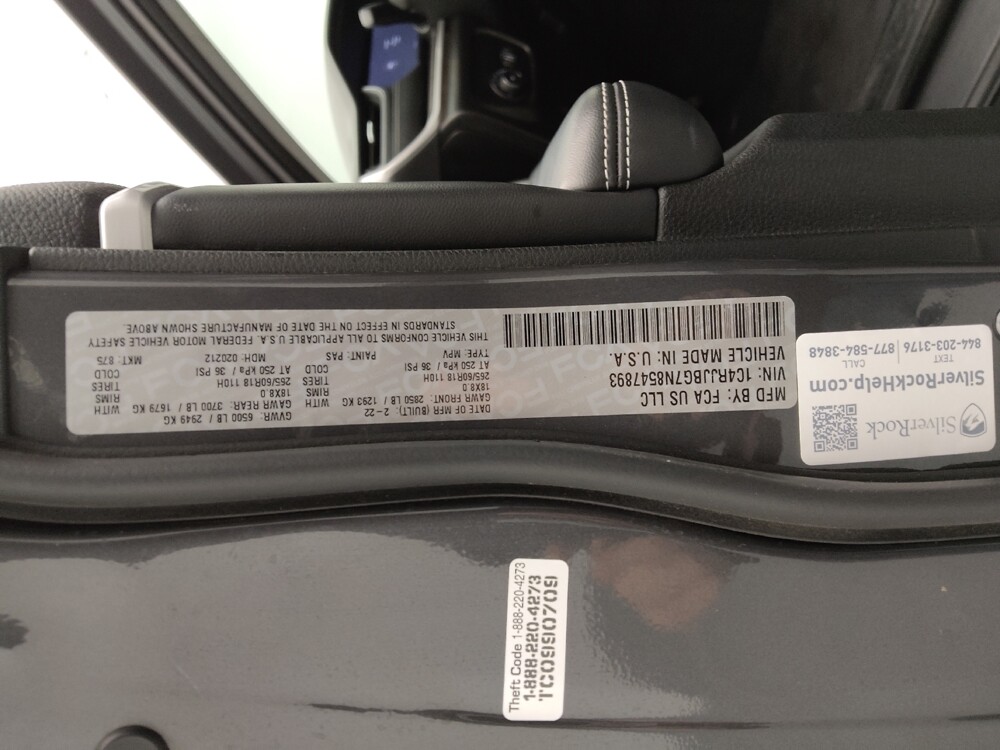 MFD BY: FCA US LLC
VIN: 1C4RJJBG7N8547893
VEHICLE MADE IN: U.S.A.
DATE OF MFR (BUILT): 2-22
GAWR FRONT: 2850 LB / 1293 KG
WITH
265/60R18 110H
TIRES
18X8.0
RIMS
AT 250 kPa / 36 PSI
COLD
TYPE: MPV
PAINT: PAS
GVWR: 6500 LB / 2949 KG
GAWR REAR: 3700 LB / 1679 KG
WITH
265/60R18 110H
TIRES
18X8.0
RIMS
AT 250 kPa / 36 PSI
COLD
MDH: 020212
MKT: 875
THIS VEHICLE CONFORMS TO ALL APPLICABLE U.S.A. FEDERAL MOTOR VEHICLE SAFETY
STANDARDS IN EFFECT ON THE DATE OF MANUFACTURE SHOWN ABOVE.
SilverRock
SilverRockHelp.com
TEXT
CALL
844-203-3176
877-584-3848
Theft Code 1-888-220-4273
1-888-220-4273
TC0990709